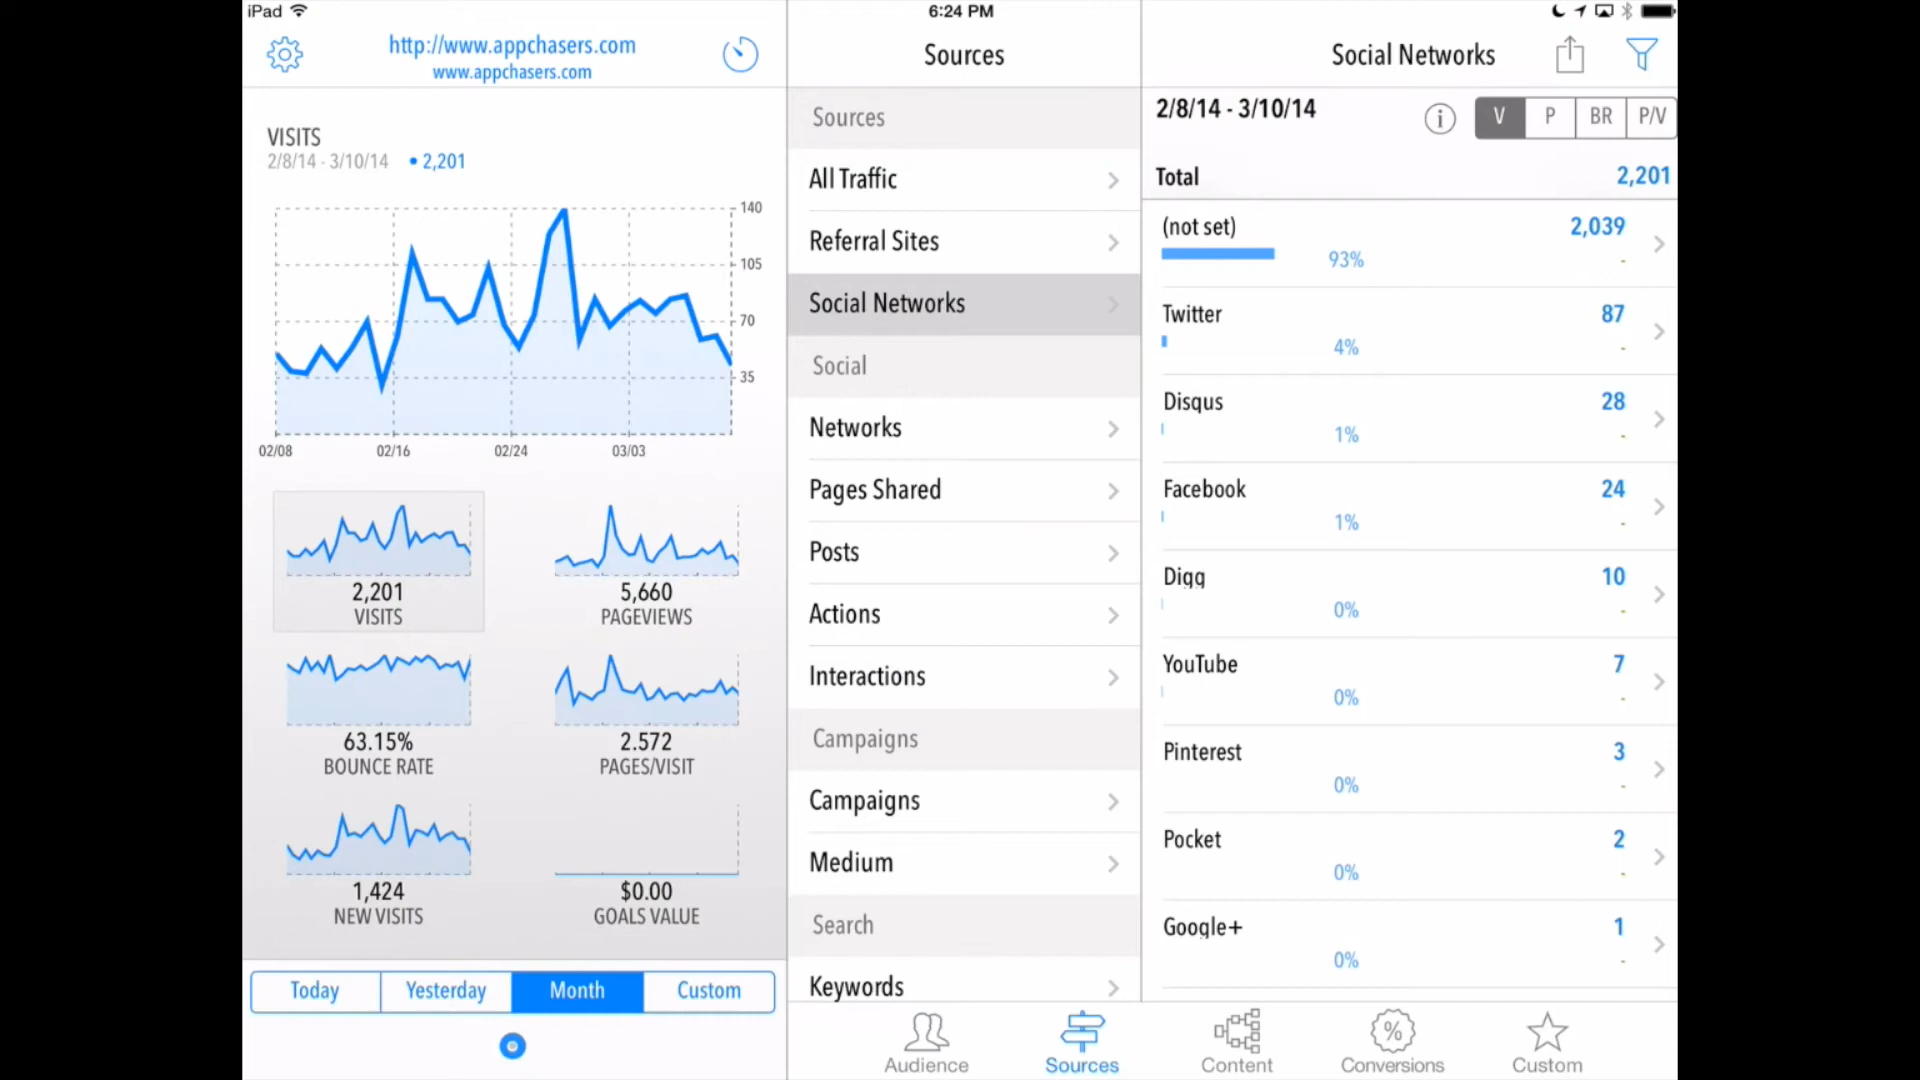 iPad
6:24 PM
http://www.appchasers.com
www.appchasers.com
VISITS
2/8/14 - 3/10/14 • 2,201
140
105
70
35
02/08 02/16 02/24 03/03
2,201
VISITS
5,660
PAGEVIEWS
63.15%
BOUNCE RATE
2.572
PAGES/VISIT
1,424
NEW VISITS
$0.00
GOALS VALUE
Today Yesterday Month Custom
Sources
Sources
All Traffic
Referral Sites
Social Networks
Social
Networks
Pages Shared
Posts
Actions
Interactions
Campaigns
Campaigns
Medium
Search
Keywords
Social Networks
2/8/14 - 3/10/14
i
V P BR P/V
Total 2,201
(not set) 2,039
93% -
Twitter 87
4% -
Disqus 28
1% -
Facebook 24
1% -
Digg 10
0% -
YouTube 7
0% -
Pinterest 3
0% -
Pocket 2
0% -
Google+ 1
0% -
%
Audience Sources Content Conversions Custom